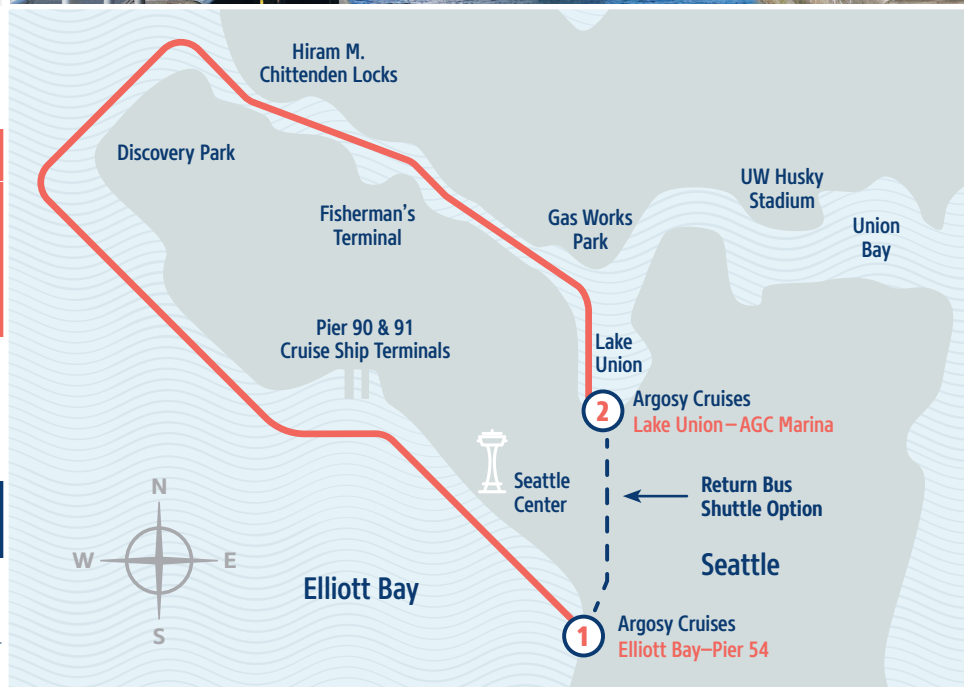 Hiram M.
Chittenden Locks
Discovery Park
UW Husky
Stadium
Fisherman's
Terminal
Gas Works
Park
Union
Bay
Pier 90 & 91
Cruise Ship Terminals
Lake
Union
2
Argosy Cruises
Lake Union – AGC Marina
Seattle
Center
Return Bus
Shuttle Option
N
W
E
S
Seattle
Elliott Bay
1
Argosy Cruises
Elliott Bay–Pier 54